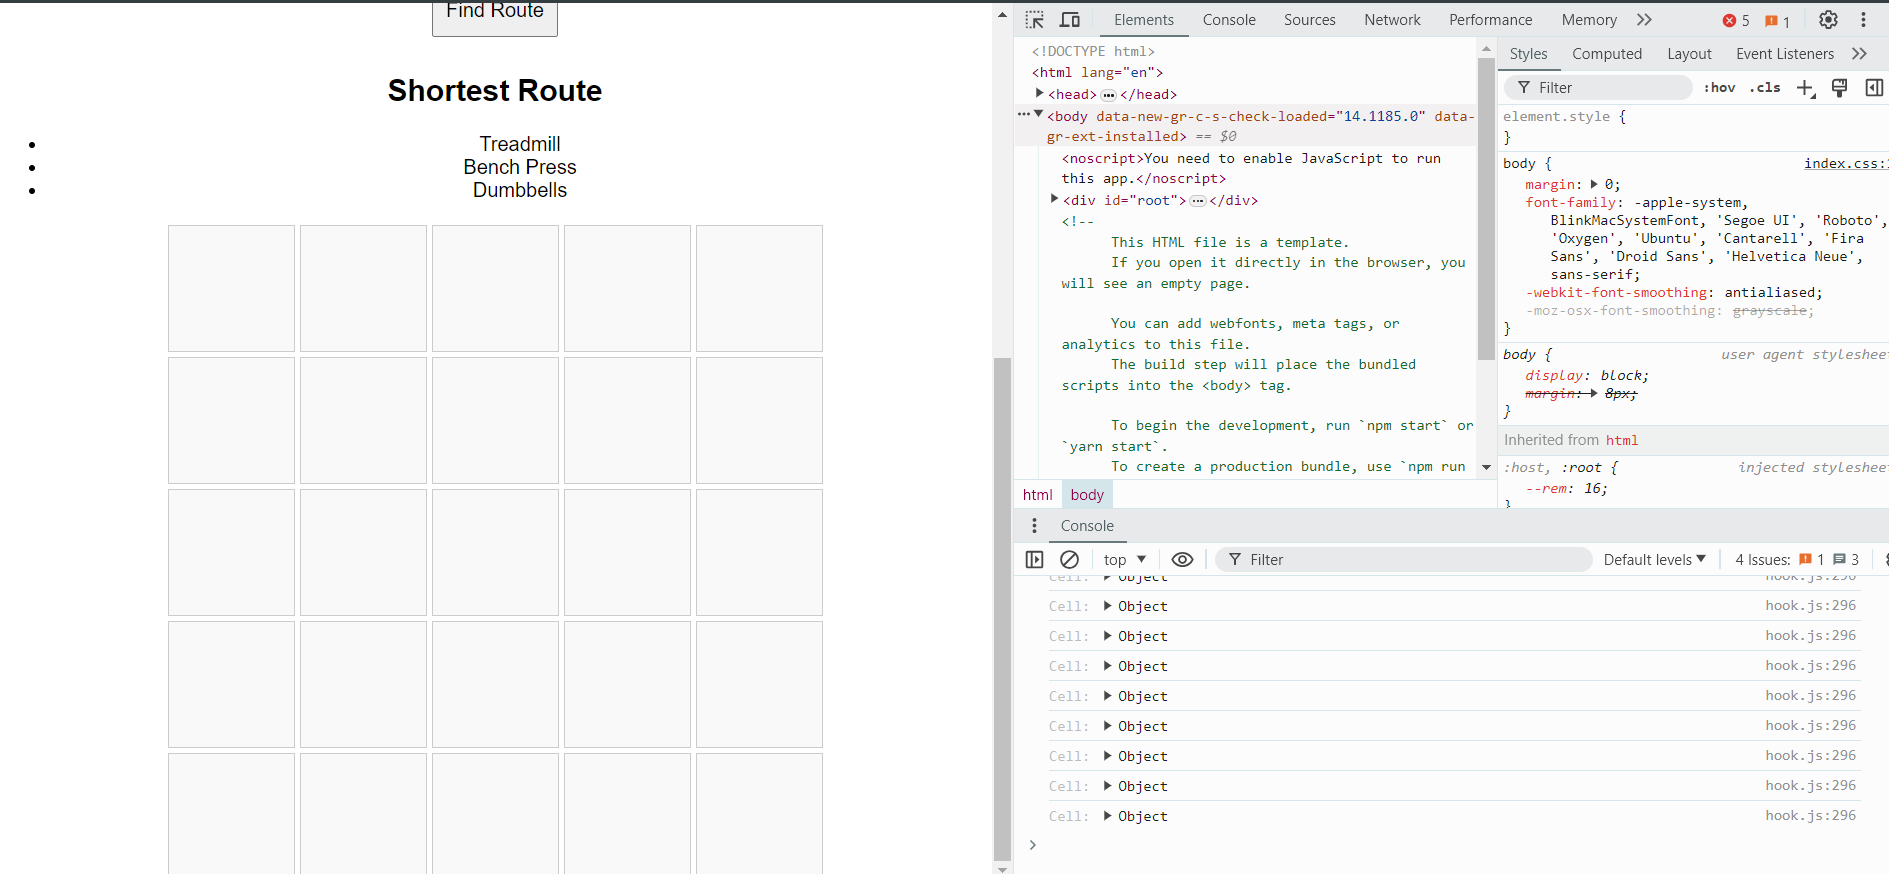 Find Route
Shortest Route
Treadmill
Bench Press
Dumbbells
Elements Console Sources Network Performance Memory 5 1
<!DOCTYPE html>
<html lang="en">
<head> </head>
<body data-new-gr-c-s-check-loaded="14.1185.0" data-
gr-ext-installed> == $0
<noscript>You need to enable JavaScript to run
this app.</noscript>
<div id="root"> </div>
<!--
This HTML file is a template.
If you open it directly in the browser, you
will see an empty page.
You can add webfonts, meta tags, or
analytics to this file.
The build step will place the bundled
scripts into the <body> tag.
To begin the development, run `npm start` or
`yarn start`.
To create a production bundle, use `npm run
html body
Styles Computed Layout Event Listeners
Filter :hov .cls
element.style {
}
body { index.css:
margin: 0;
font-family: -apple-system,
BlinkMacSystemFont, 'Segoe UI', 'Roboto',
'Oxygen', 'Ubuntu', 'Cantarell', 'Fira
Sans', 'Droid Sans', 'Helvetica Neue',
sans-serif;
-webkit-font-smoothing: antialiased;
-moz-osx-font-smoothing: grayscale;
}
body { user agent styleshee
display: block;
margin: 8px;
}
Inherited from html
:host, :root { injected styleshee
--rem: 16;
}
Console
top Filter Default levels 4 Issues: 1 3
Cell: Object hook.js:296
Cell: Object hook.js:296
Cell: Object hook.js:296
Cell: Object hook.js:296
Cell: Object hook.js:296
Cell: Object hook.js:296
Cell: Object hook.js:296
Cell: Object hook.js:296
Cell: Object hook.js:296